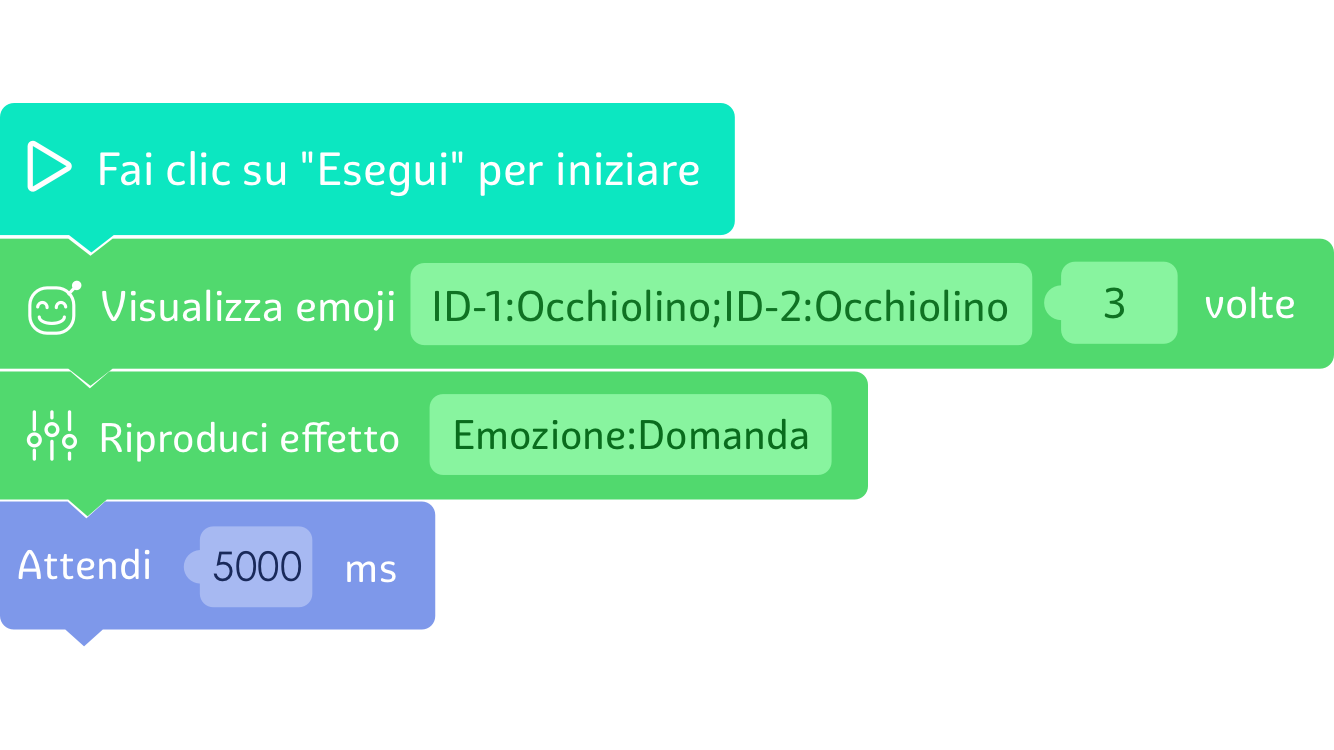 Fai clic su "Esegui" per iniziare
Visualizza emoji ID-1:Occhiolino;ID-2:Occhiolino 3 volte
Riproduci effetto Emozione:Domanda
Attendi 5000 ms